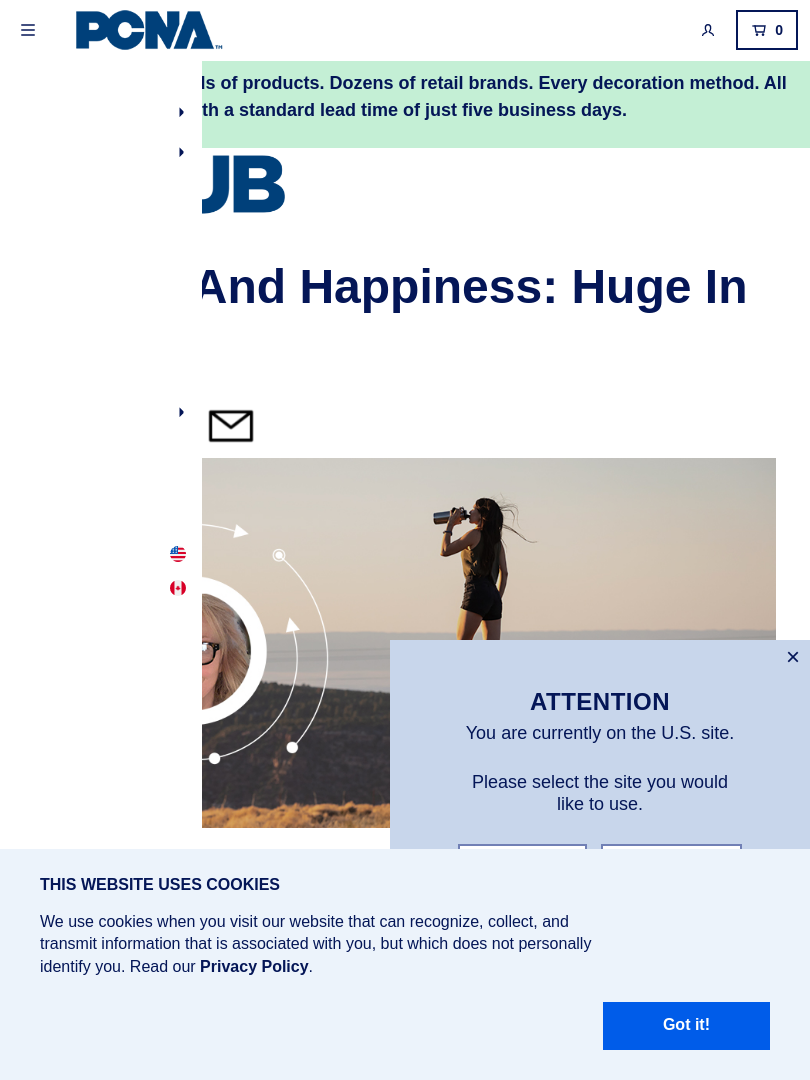 PCNA™
0
of products. Dozens of retail brands. Every decoration method. All
a standard lead time of just five business days.
And Happiness: Huge In
×
ATTENTION
You are currently on the U.S. site.
Please select the site you would
like to use.
THIS WEBSITE USES COOKIES
We use cookies when you visit our website that can recognize, collect, and
transmit information that is associated with you, but which does not personally
identify you. Read our Privacy Policy.
Got it!